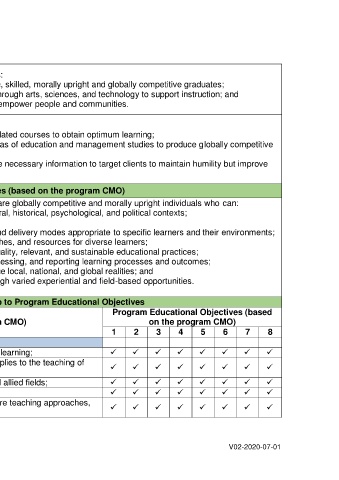 :
, skilled, morally upright and globally competitive graduates;
hrough arts, sciences, and technology to support instruction; and
empower people and communities.
lated courses to obtain optimum learning;
as of education and management studies to produce globally competitive
e necessary information to target clients to maintain humility but improve
es (based on the program CMO)
are globally competitive and morally upright individuals who can:
ral, historical, psychological, and political contexts;
nd delivery modes appropriate to specific learners and their environments;
hes, and resources for diverse learners;
uality, relevant, and sustainable educational practices;
essing, and reporting learning processes and outcomes;
e local, national, and global realities; and
ugh varied experiential and field-based opportunities.
p to Program Educational Objectives
m CMO)
Program Educational Objectives (based
on the program CMO)
1 2 3 4 5 6 7 8
learning; ✓ ✓ ✓ ✓ ✓ ✓ ✓ ✓
plies to the teaching of
✓ ✓ ✓ ✓ ✓ ✓ ✓ ✓
d allied fields; ✓ ✓ ✓ ✓ ✓ ✓ ✓ ✓
✓ ✓ ✓ ✓ ✓ ✓ ✓ ✓
re teaching approaches,
✓ ✓ ✓ ✓ ✓ ✓ ✓ ✓
V02-2020-07-01